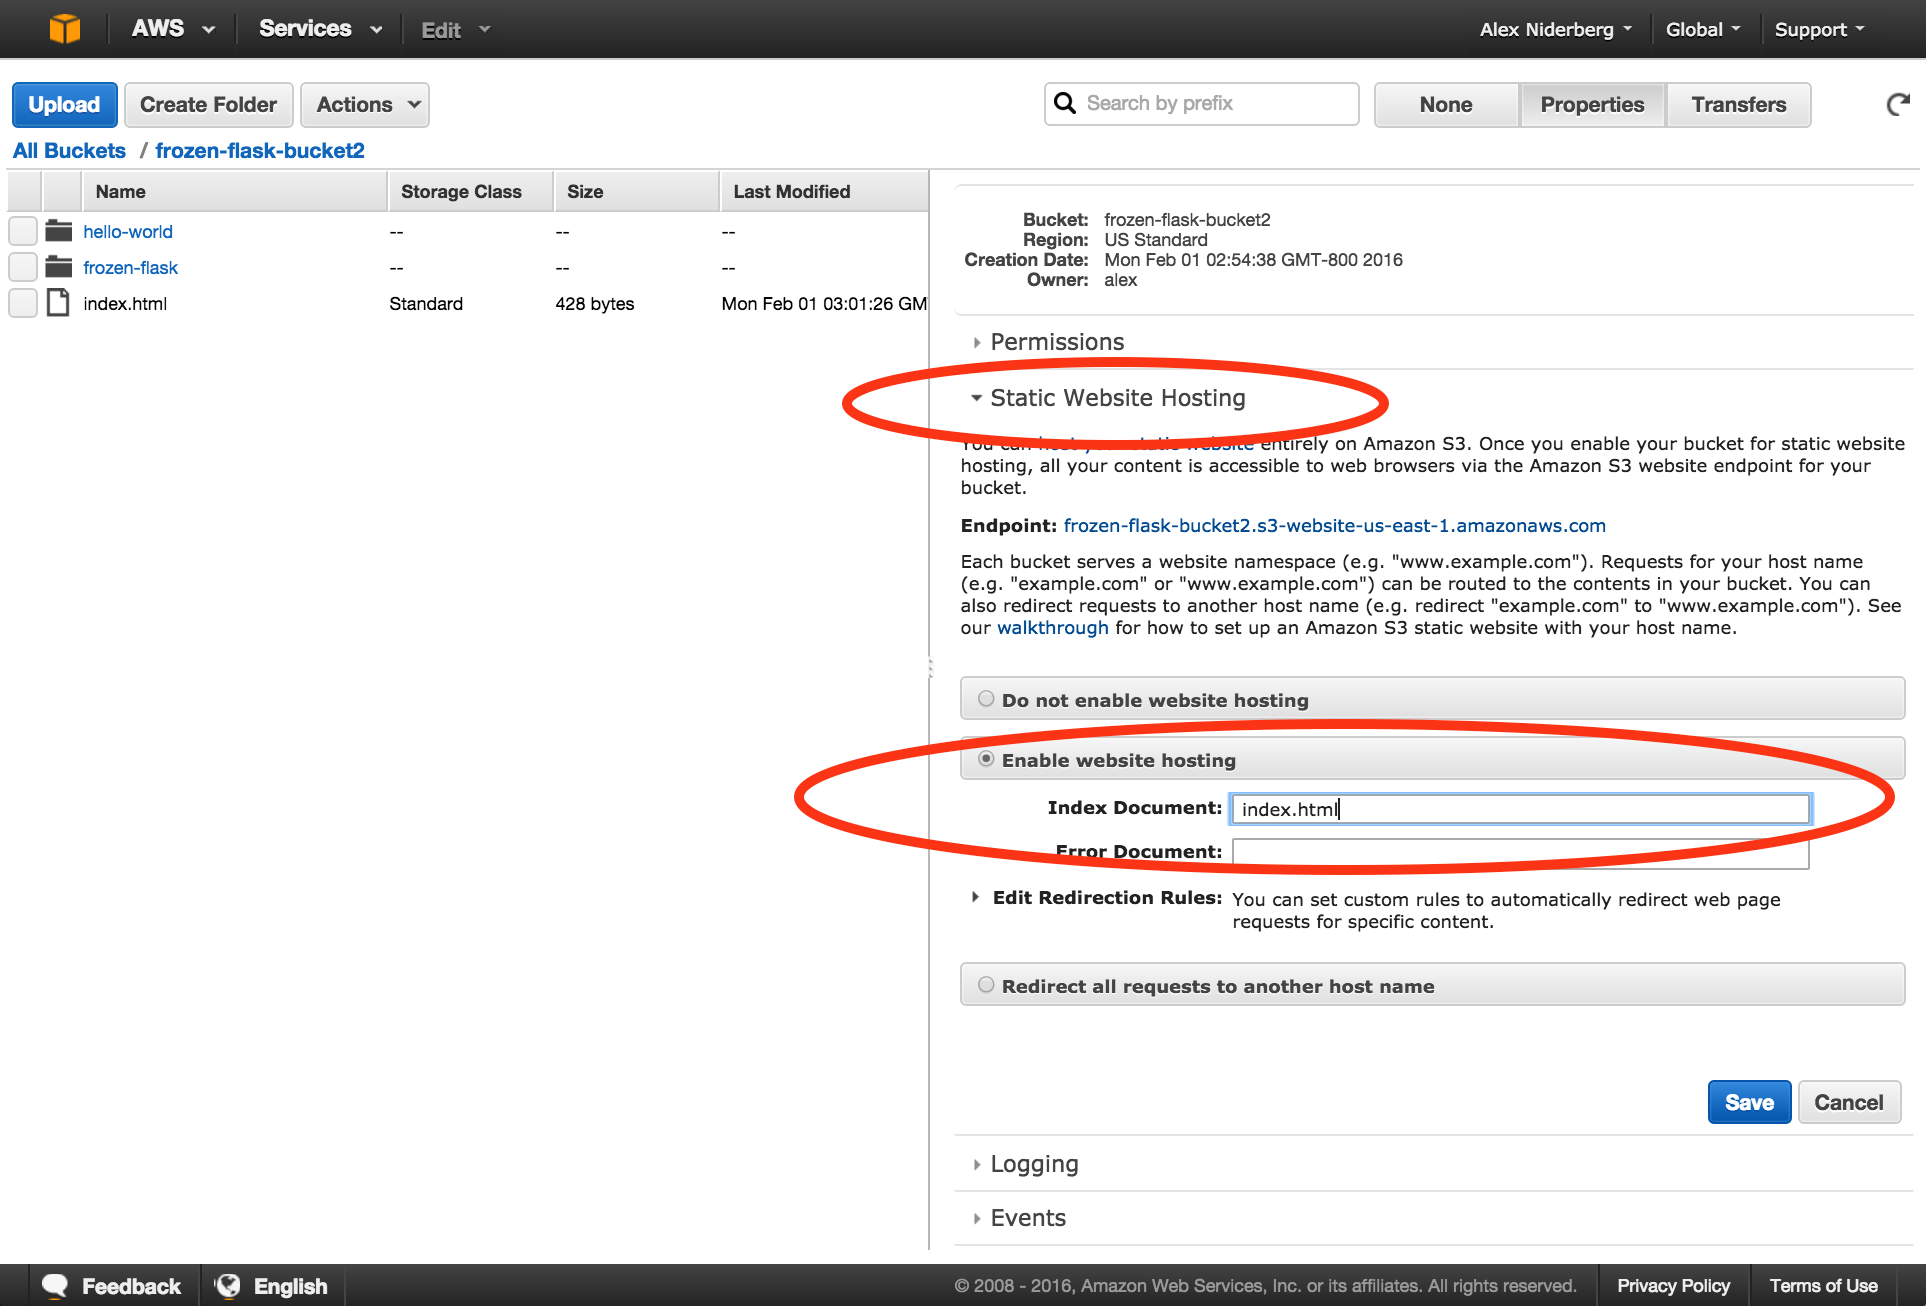 AWS Services Edit Alex Niderberg Global Support
Upload Create Folder Actions Search by prefix None Properties Transfers
All Buckets / frozen-flask-bucket2
Name Storage Class Size Last Modified
hello-world -- -- --
frozen-flask -- -- --
index.html Standard 428 bytes Mon Feb 01 03:01:26 GM
Bucket: frozen-flask-bucket2
Region: US Standard
Creation Date: Mon Feb 01 02:54:38 GMT-800 2016
Owner: alex
Permissions
Static Website Hosting
You can host your static website entirely on Amazon S3. Once you enable your bucket for static website
hosting, all your content is accessible to web browsers via the Amazon S3 website endpoint for your
bucket.
Endpoint: frozen-flask-bucket2.s3-website-us-east-1.amazonaws.com
Each bucket serves a website namespace (e.g. "www.example.com"). Requests for your host name
(e.g. "example.com" or "www.example.com") can be routed to the contents in your bucket. You can
also redirect requests to another host name (e.g. redirect "example.com" to "www.example.com"). See
our walkthrough for how to set up an Amazon S3 static website with your host name.
Do not enable website hosting
Enable website hosting
Index Document: index.html
Error Document:
Edit Redirection Rules: You can set custom rules to automatically redirect web page
requests for specific content.
Redirect all requests to another host name
Save Cancel
Logging
Events
Feedback English © 2008 - 2016, Amazon Web Services, Inc. or its affiliates. All rights reserved. Privacy Policy Terms of Use